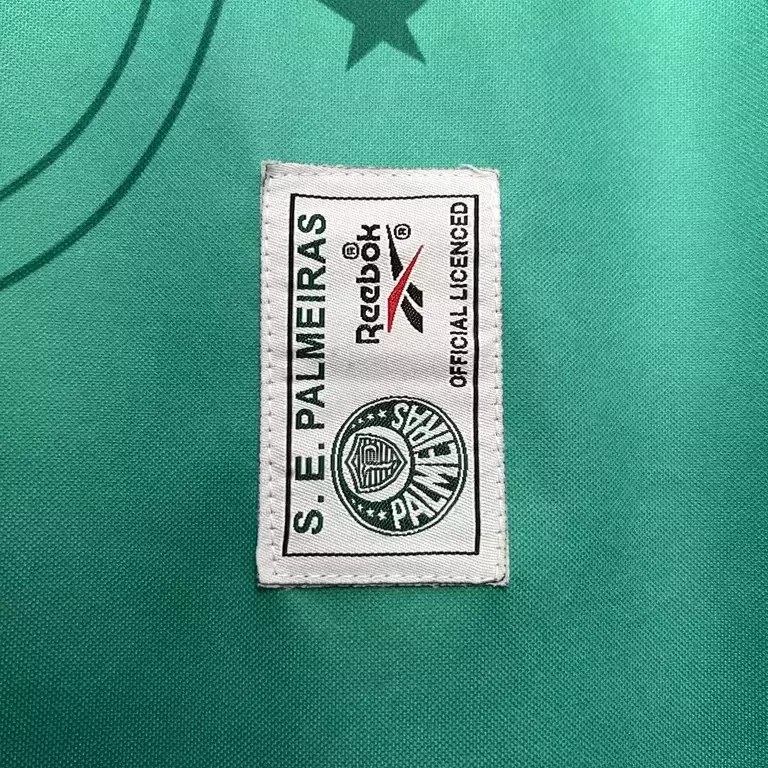 S. E. PALMEIRAS
Reebok®
®
OFFICIAL LICENCED
PALMEIRAS